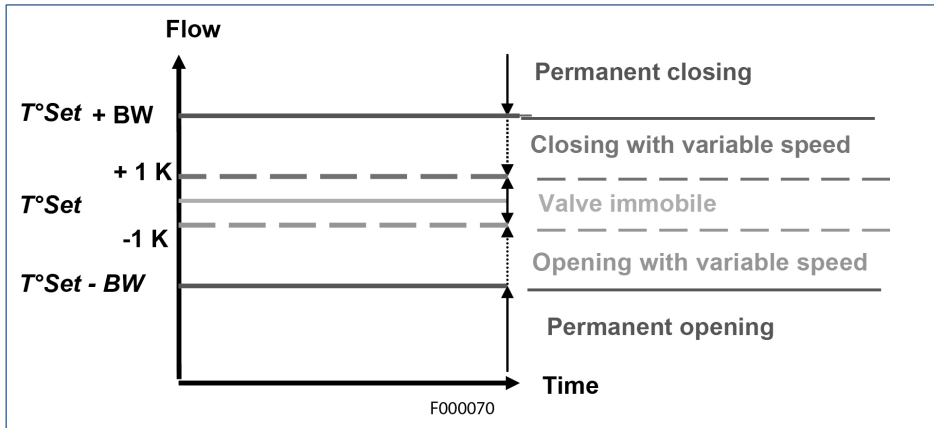 Flow
Permanent closing
T°Set + BW
Closing with variable speed
+ 1 K
T°Set
Valve immobile
-1 K
Opening with variable speed
T°Set - BW
Permanent opening
Time
F000070